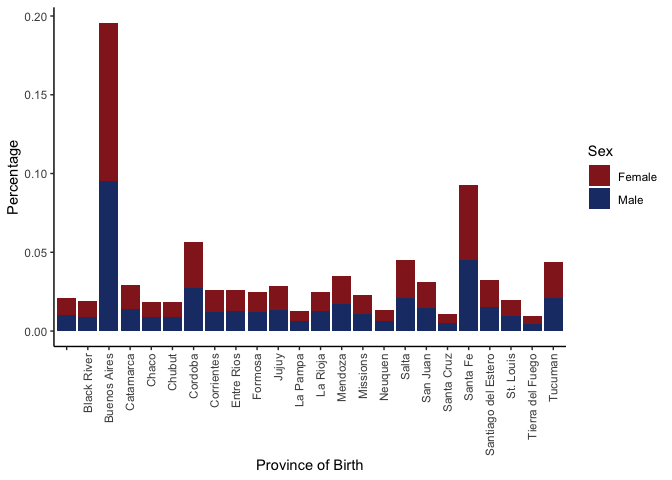 0.20
0.15
0.10
0.05
0.00
Percentage
Black River
Buenos Aires
Catamarca
Chaco
Chubut
Cordoba
Corrientes
Entre Rios
Formosa
Jujuy
La Pampa
La Rioja
Mendoza
Missions
Neuquen
Salta
San Juan
Santa Cruz
Santa Fe
Santiago del Estero
St. Louis
Tierra del Fuego
Tucuman
Province of Birth
Sex
Female
Male